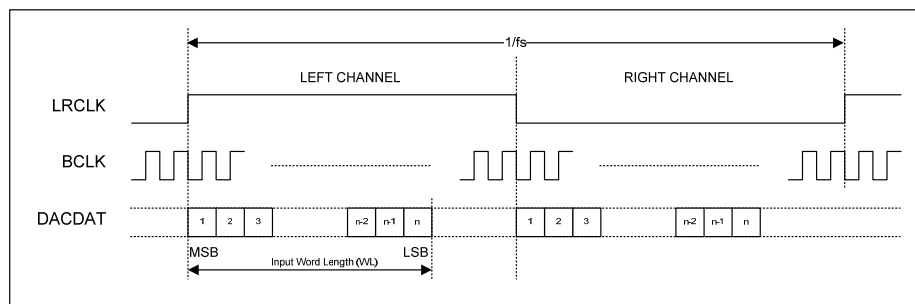 1/fs
LEFT CHANNEL
RIGHT CHANNEL
LRCLK
BCLK
DACDAT
1 2 3 n-2 n-1 n 1 2 3 n-2 n-1 n
MSB LSB
Input Word Length (WL)